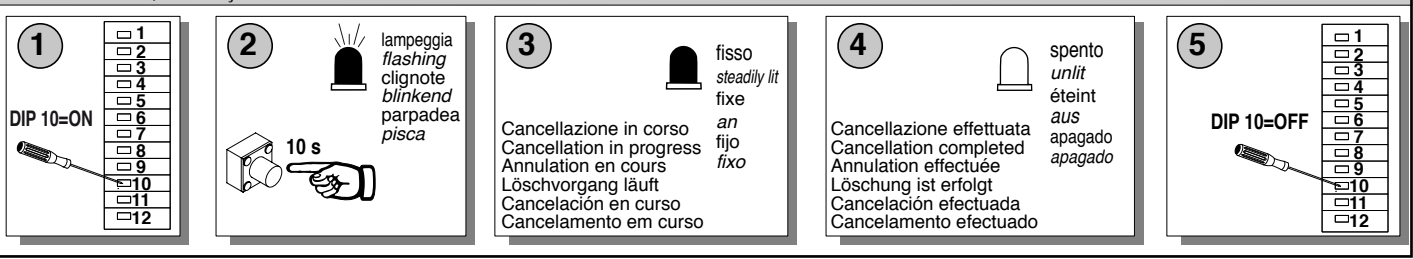 1
1
2
3
4
5
6
7
8
9
10
11
12
DIP 10=ON
2
lampeggia
flashing
clignote
blinkend
parpadea
pisca
10 s
3
fisso
steadily lit
fixe
an
fijo
fixo
Cancellazione in corso
Cancellation in progress
Annulation en cours
Löschvorgang läuft
Cancelación en curso
Cancelamento em curso
4
spento
unlit
éteint
aus
apagado
apagado
Cancellazione effettuata
Cancellation completed
Annulation effectuée
Löschung ist erfolgt
Cancelación efectuada
Cancelamento efectuado
5
1
2
3
4
5
6
7
8
9
10
11
12
DIP 10=OFF